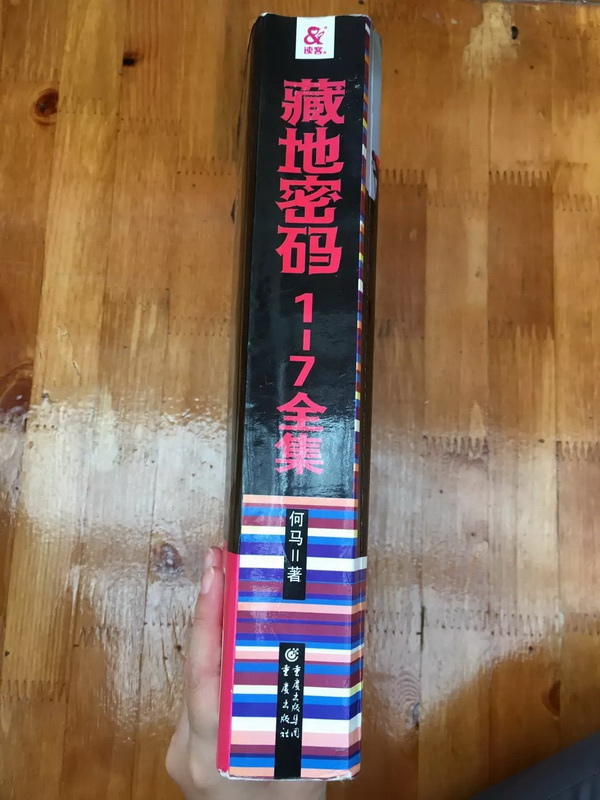 读客
藏地密码
1-7全集
何马 II 著
重庆出版集团
重庆出版社